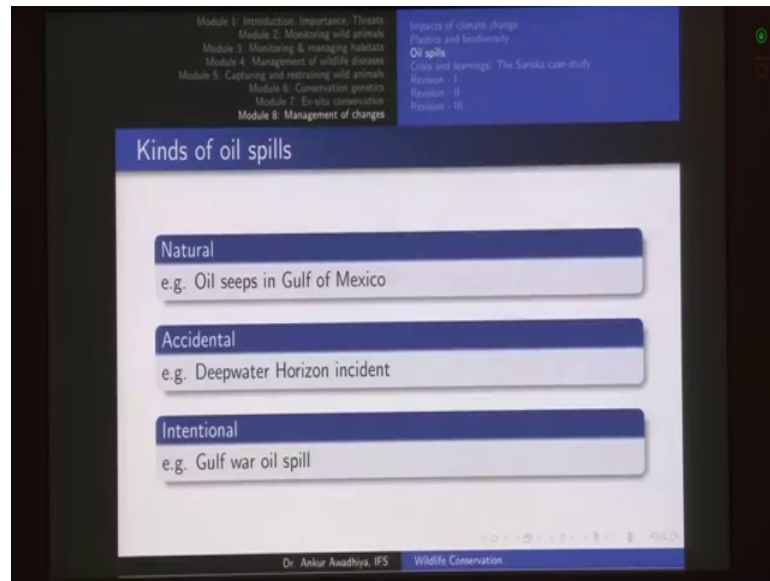 Module 1: Introduction, Importance, Threats
Module 2: Monitoring wild animals
Module 3: Monitoring & managing habitats
Module 4: Management of wildlife diseases
Module 5: Capturing and restraining wild animals
Module 6: Conservation genetics
Module 7: Ex-situ conservation
Module 8: Management of changes
Impacts of climate change
Plastics and biodiversity
Oil spills
Crisis and learnings: The Sariska case-study
Revision - I
Revision - II
Revision - III
Kinds of oil spills
Natural
e.g. Oil seeps in Gulf of Mexico
Accidental
e.g. Deepwater Horizon incident
Intentional
e.g. Gulf war oil spill
Dr. Ankur Awadhiya, IFS
Wildlife Conservation